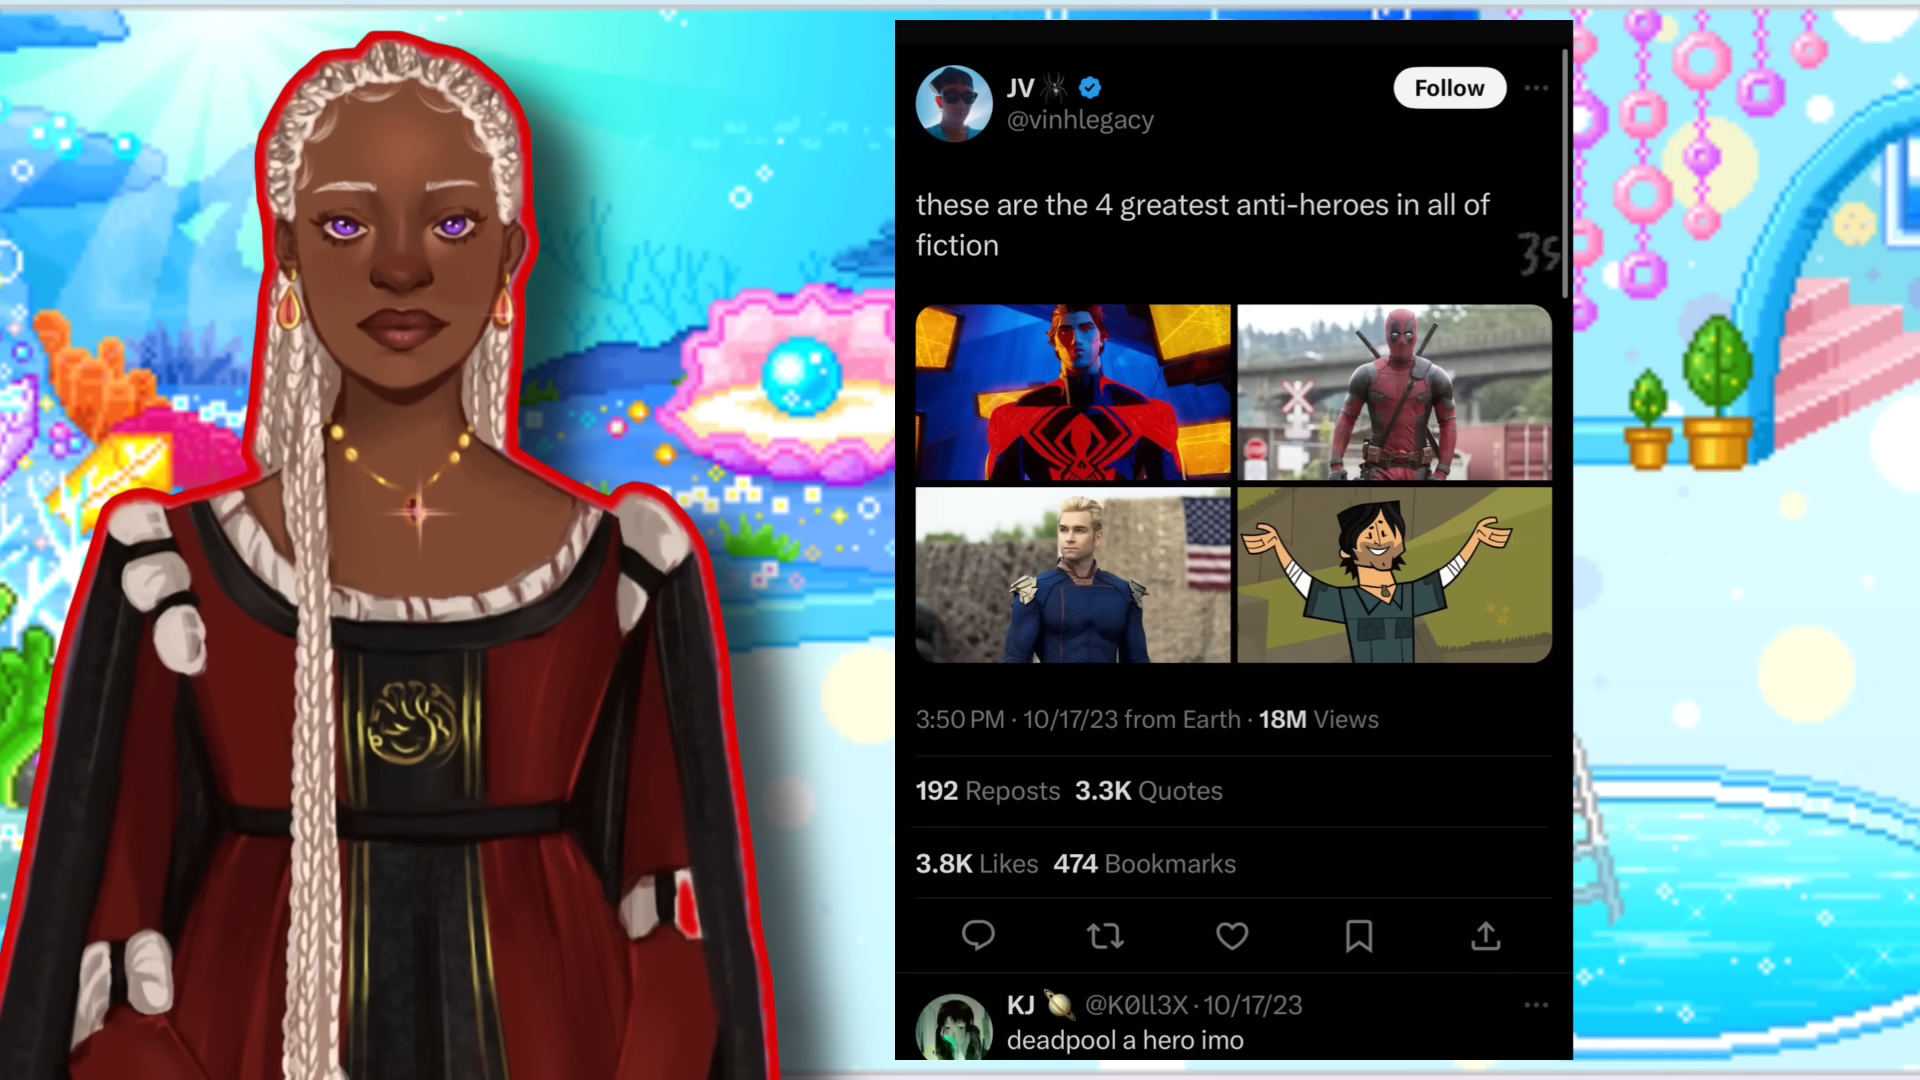 JV
@vinhlegacy
Follow
these are the 4 greatest anti-heroes in all of
fiction
35
3:50 PM · 10/17/23 from Earth · 18M Views
192 Reposts 3.3K Quotes
3.8K Likes 474 Bookmarks
KJ @K0ll3X · 10/17/23
deadpool a hero imo